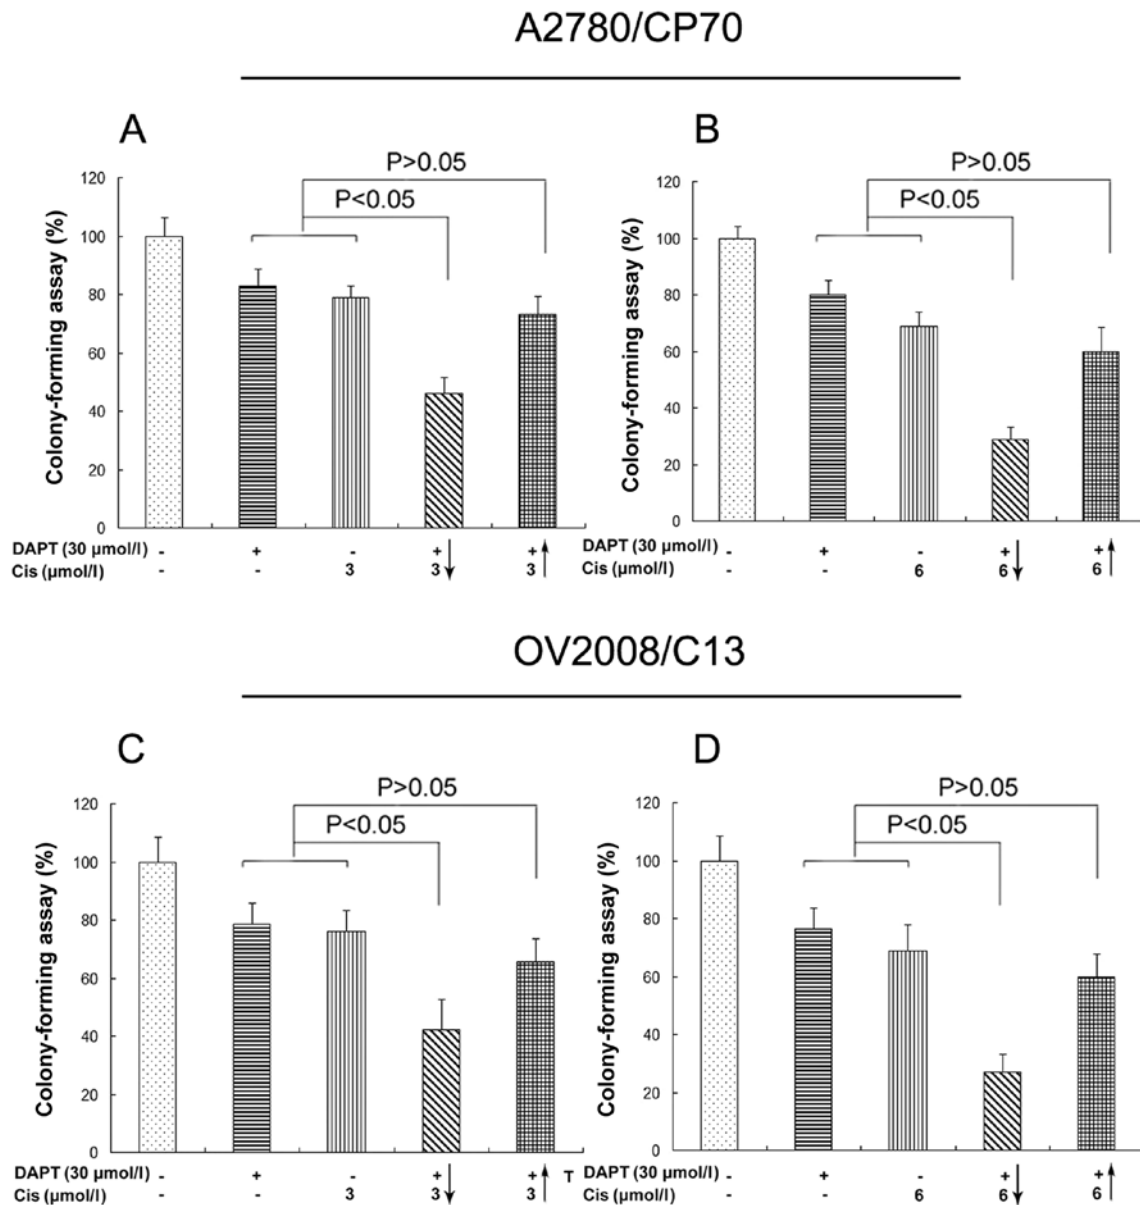 A2780/CP70
A
B
P>0.05
P<0.05
120
100
80
60
40
20
0
Colony-forming assay (%)
DAPT (30 µmol/l) - + - + +
Cis (µmol/l) - - 3 3 3
P>0.05
P<0.05
120
100
80
60
40
20
0
Colony-forming assay (%)
DAPT (30 µmol/l) - + - + +
Cis (µmol/l) - - 6 6 6
OV2008/C13
C
D
P>0.05
P<0.05
120
100
80
60
40
20
0
Colony-forming assay (%)
DAPT (30 µmol/l) - + - + + T
Cis (µmol/l) - - 3 3 3
P>0.05
P<0.05
120
100
80
60
40
20
0
Colony-forming assay (%)
DAPT (30 µmol/l) - + - + +
Cis (µmol/l) - - 6 6 6